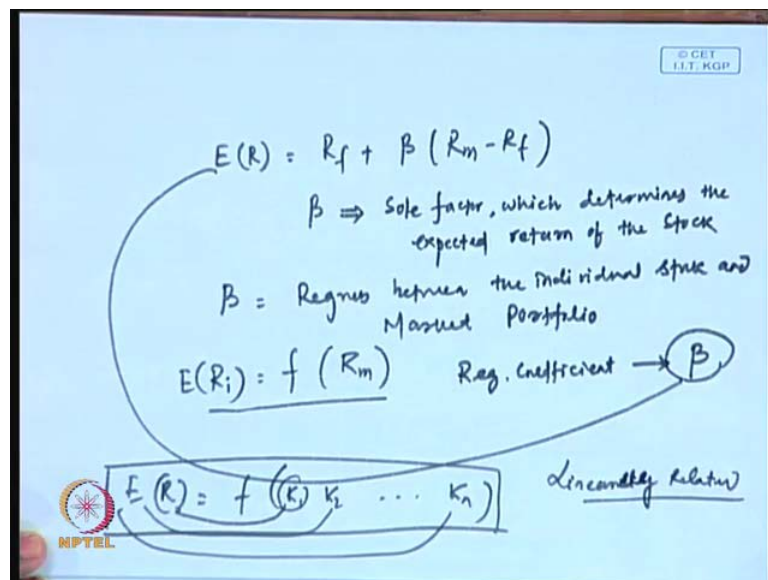 © CET
I.I.T. KGP
E(R) = Rf + β (Rm - Rf)
β ⇒ Sole factor, which determines the
expected return of the Stock
β = Regress between the individual stock and
Market Portfolio
E(Ri) = f (Rm) Reg. Coefficient → β
E (R) = f (K1 K2 ... Kn) Linearly Related
NPTEL